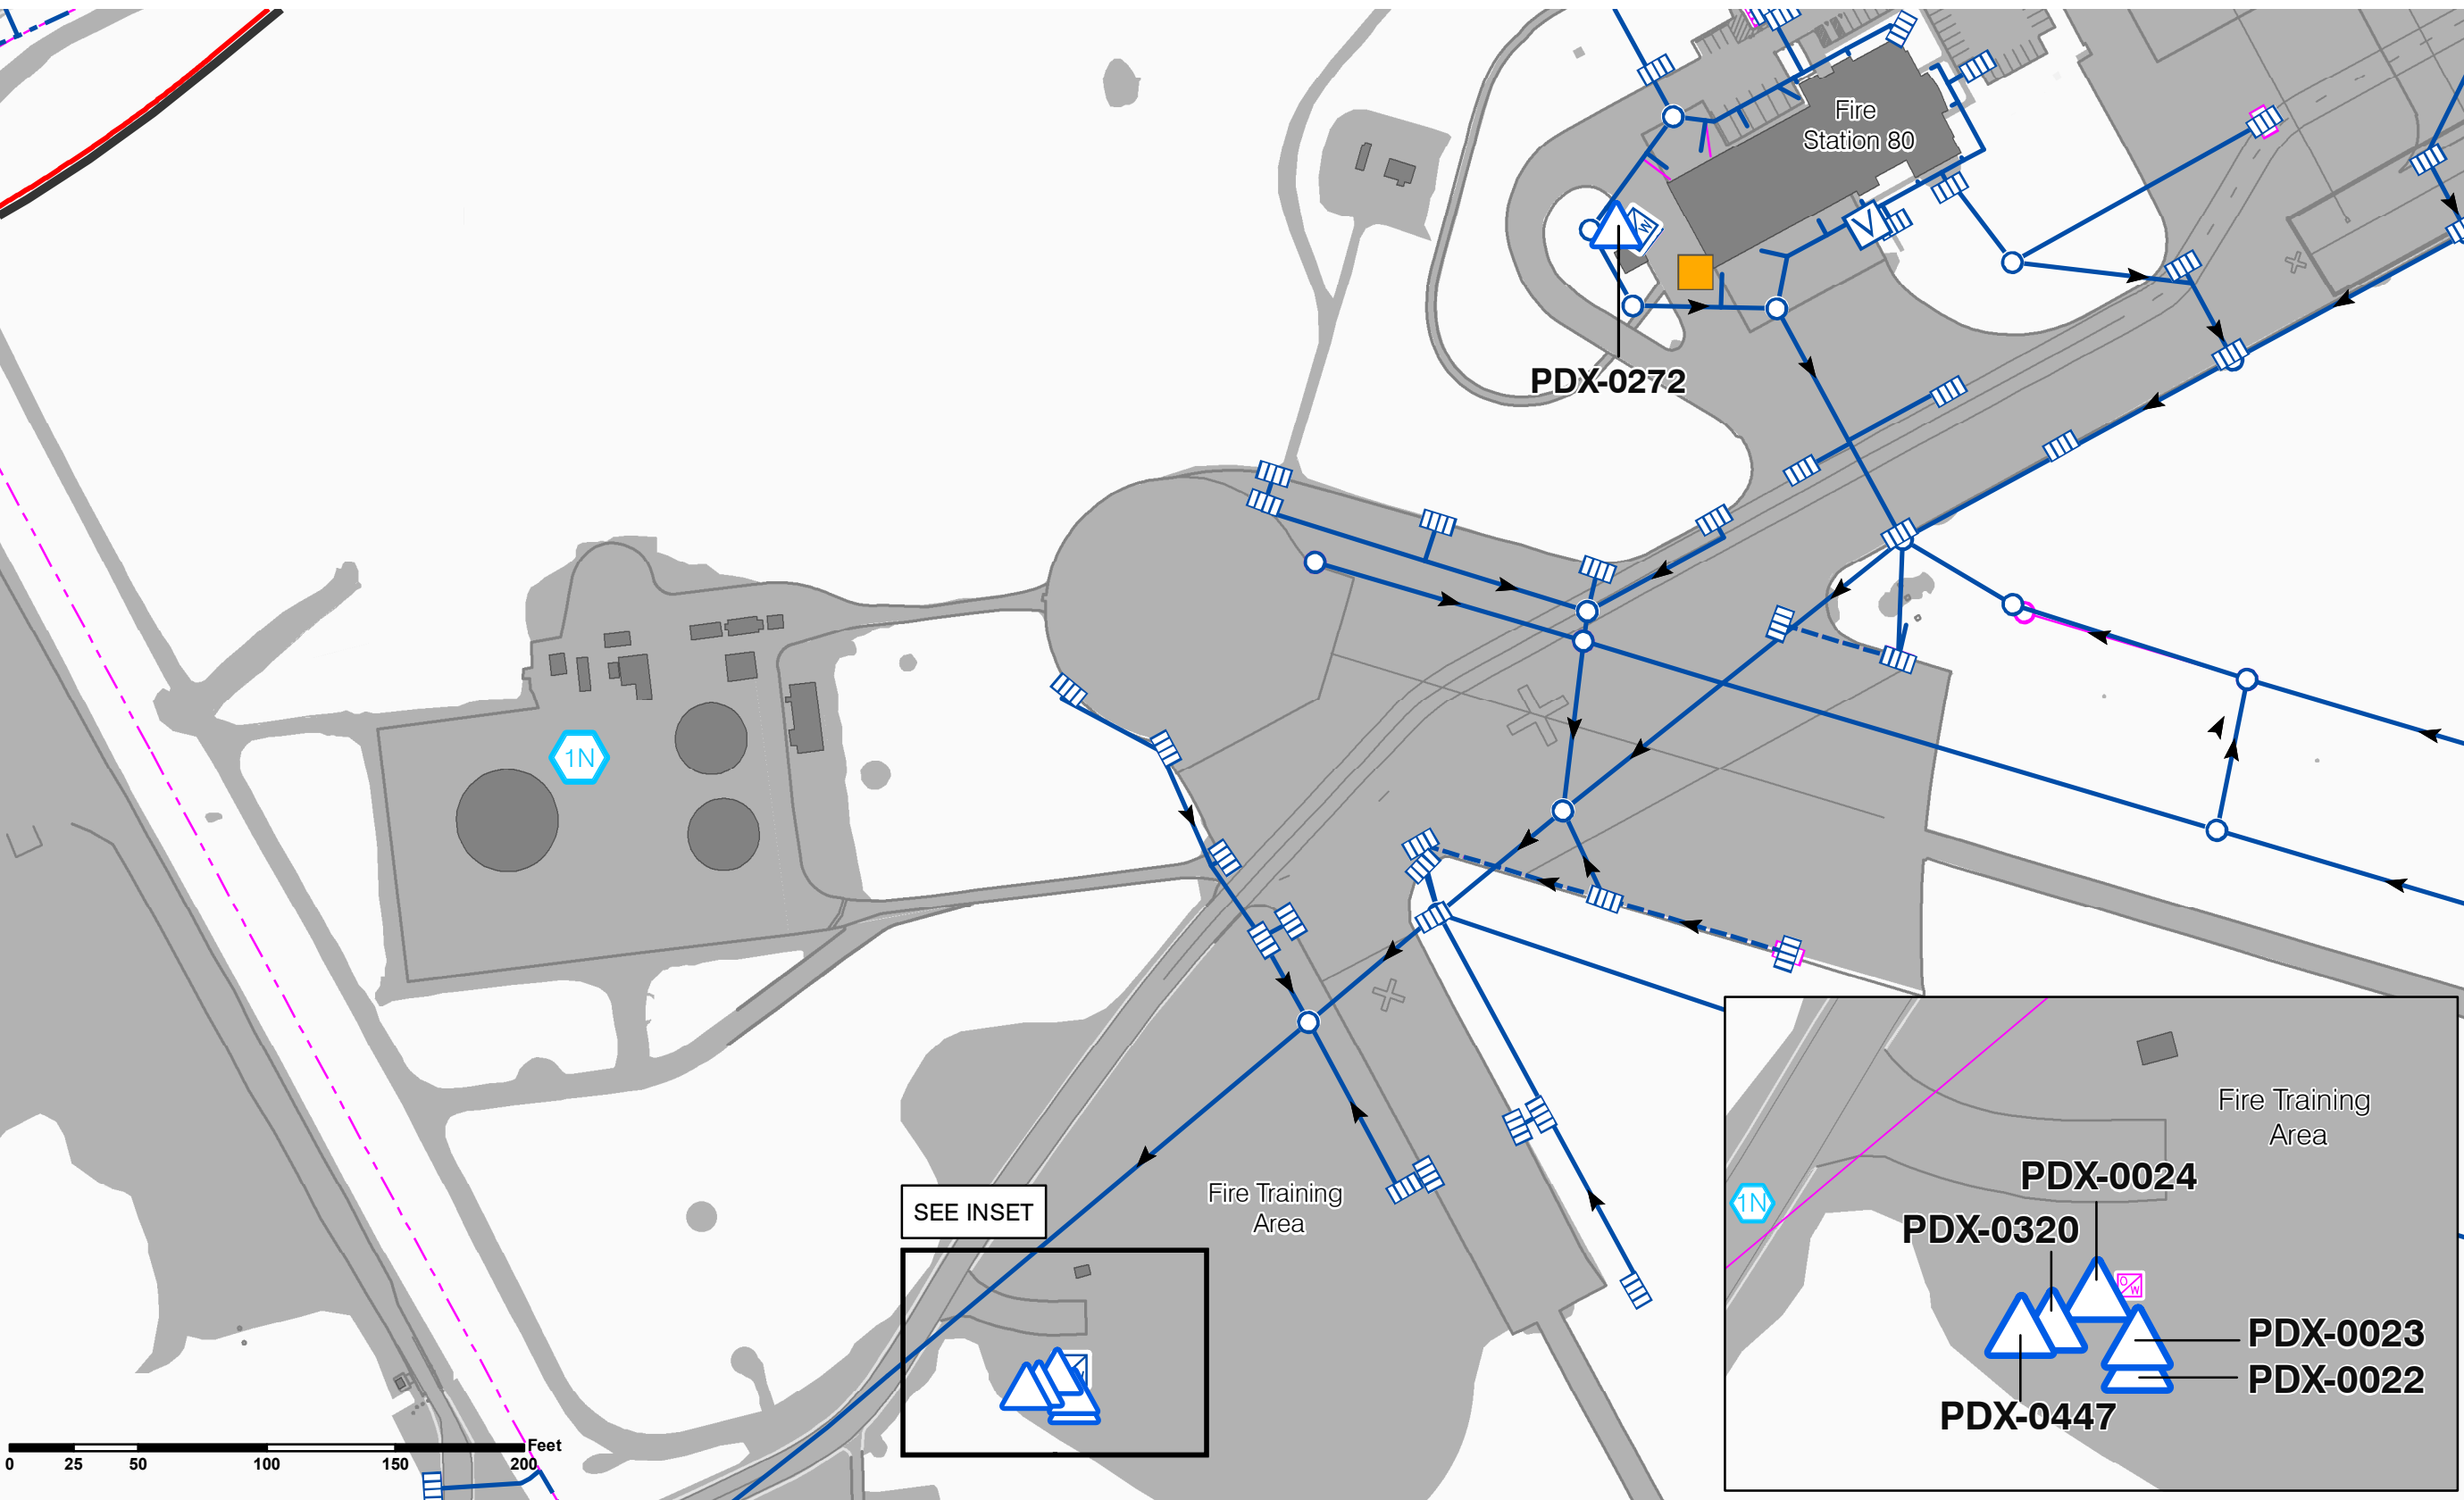 Fire
Station 80
V
W
PDX-0272
1N
SEE INSET
Fire Training
Area
Feet
0 25 50 100 150 200
Fire Training
Area
PDX-0024
1N
PDX-0320
O/W
PDX-0023
PDX-0022
PDX-0447